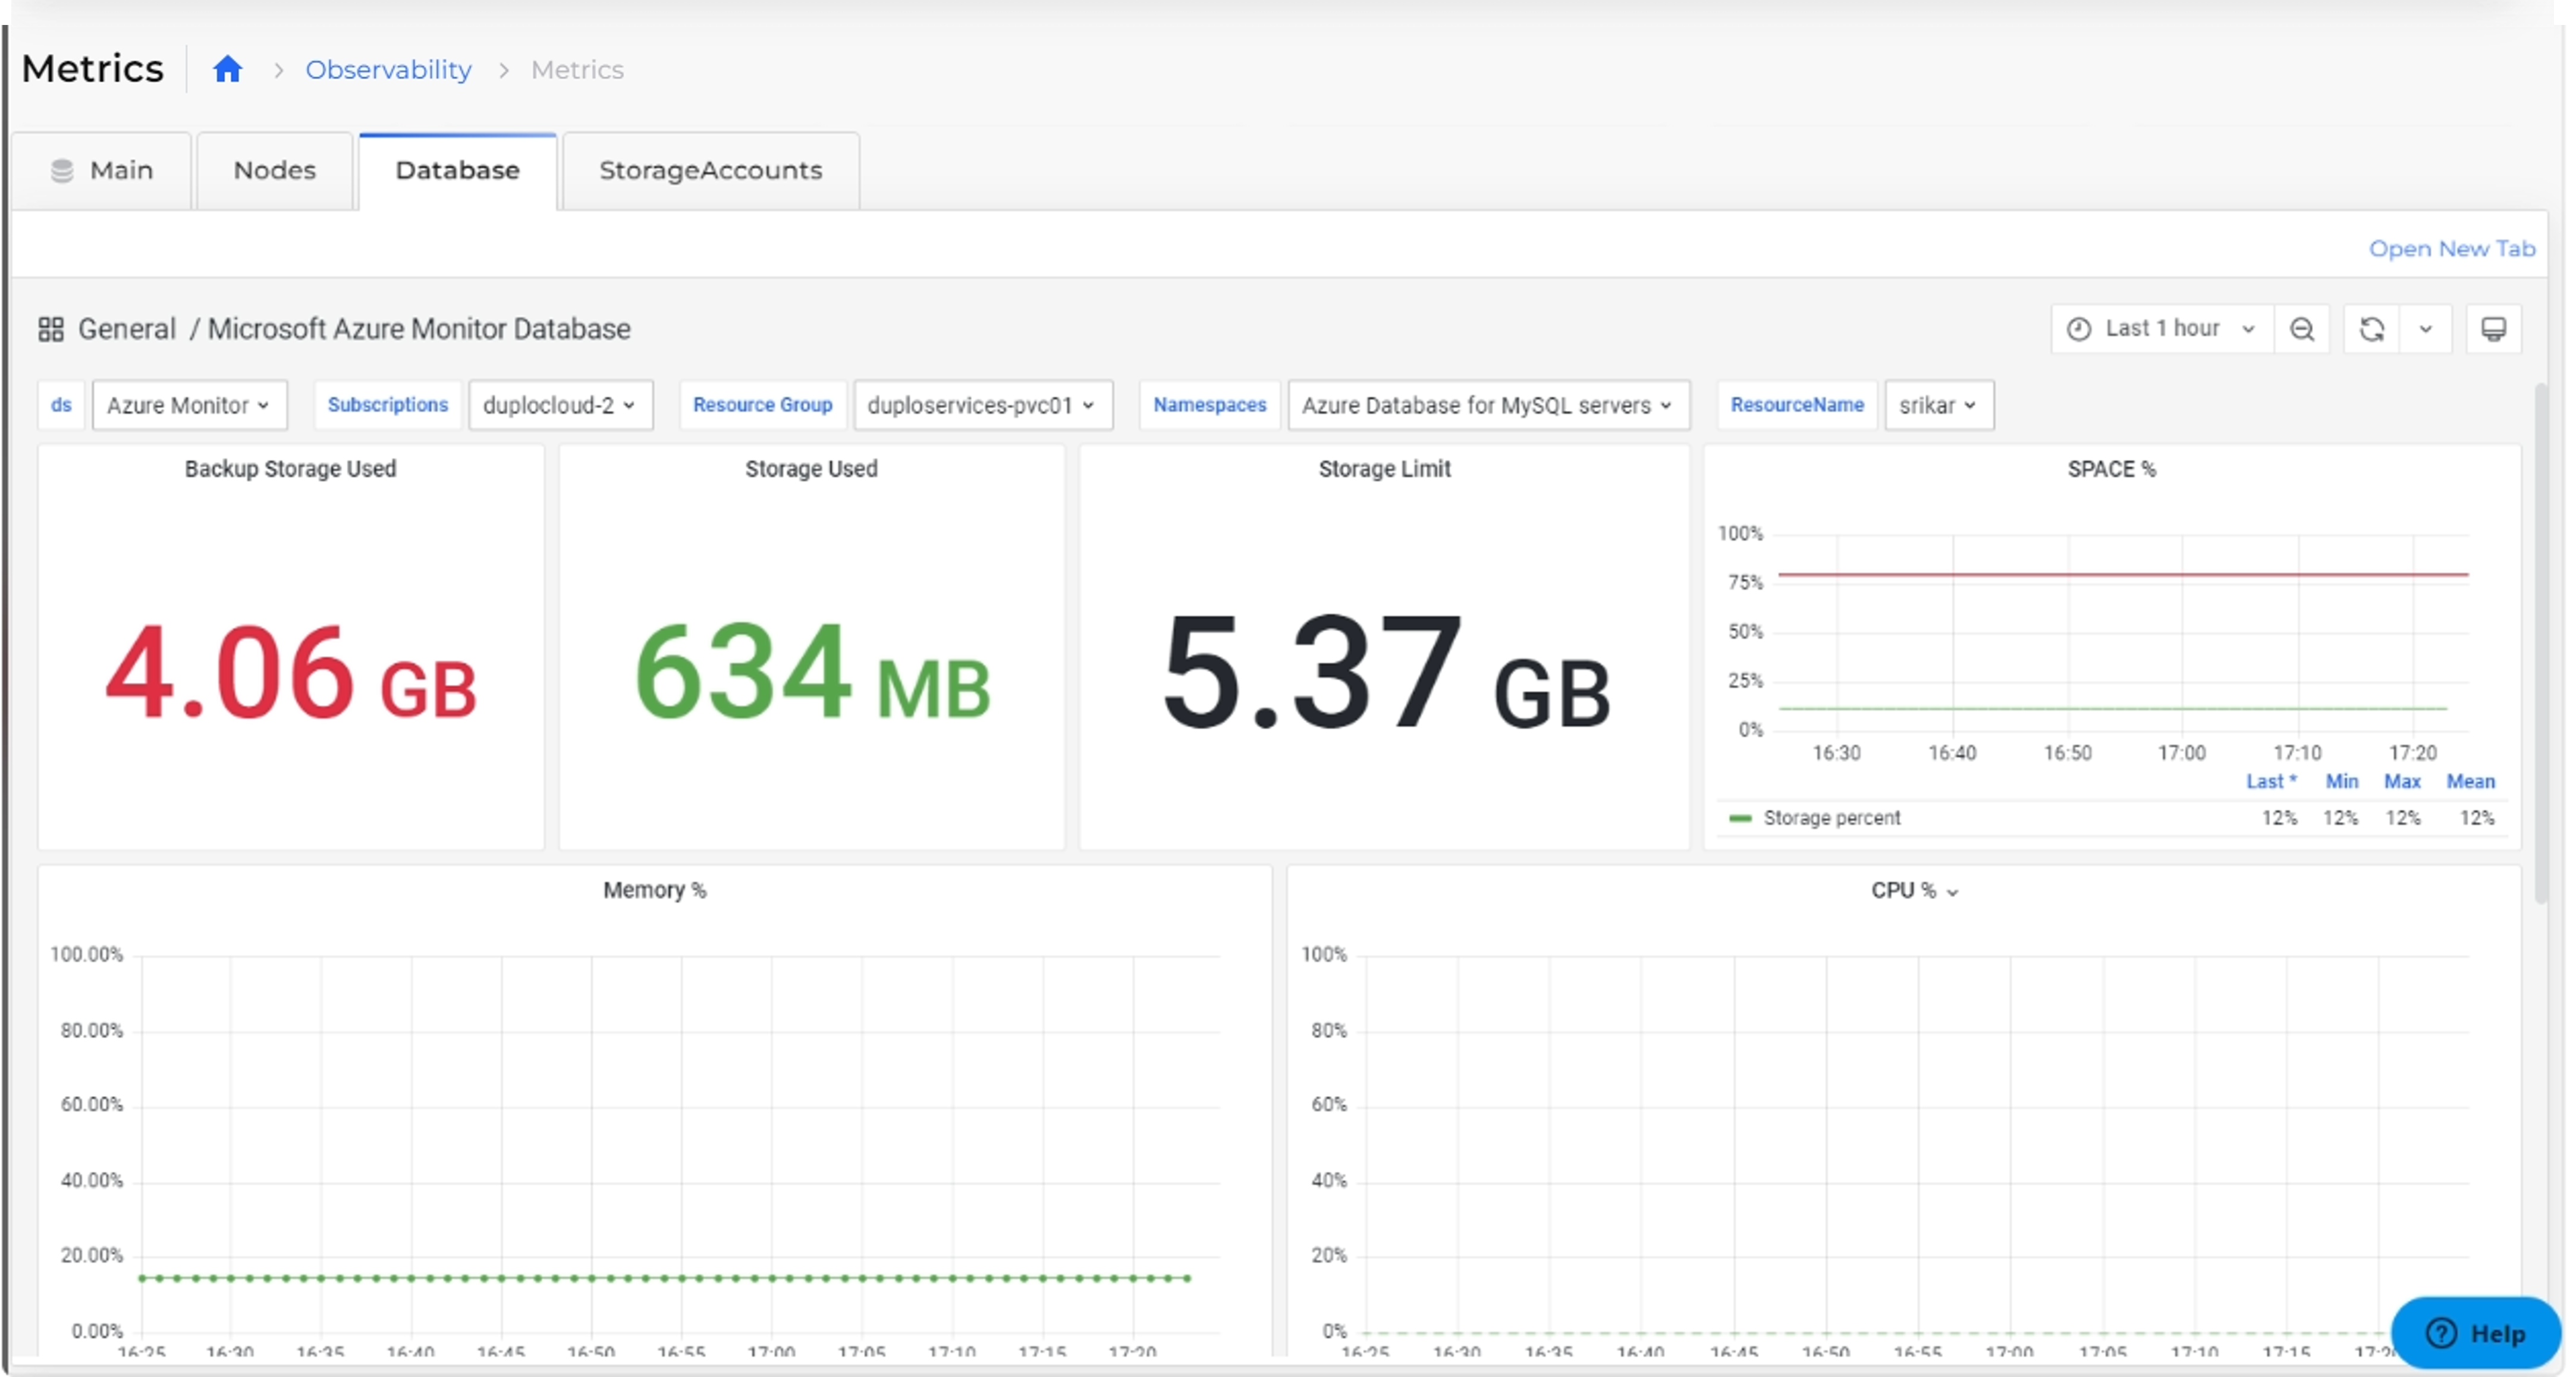 Metrics > Observability > Metrics
Main Nodes Database StorageAccounts
Open New Tab
General / Microsoft Azure Monitor Database Last 1 hour
ds Azure Monitor Subscriptions duplocloud-2 Resource Group duploservices-pvc01 Namespaces Azure Database for MySQL servers ResourceName srikar
Backup Storage Used
4.06 GB
Storage Used
634 MB
Storage Limit
5.37 GB
SPACE %
100%
75%
50%
25%
0%
16:30 16:40 16:50 17:00 17:10 17:20
Last * Min Max Mean
Storage percent 12% 12% 12% 12%
Memory %
100.00%
80.00%
60.00%
40.00%
20.00%
0.00%
16:25 16:30 16:35 16:40 16:45 16:50 16:55 17:00 17:05 17:10 17:15 17:20
CPU %
100%
80%
60%
40%
20%
0%
16:25 16:30 16:35 16:40 16:45 16:50 16:55 17:00 17:05 17:10 17:15
Help